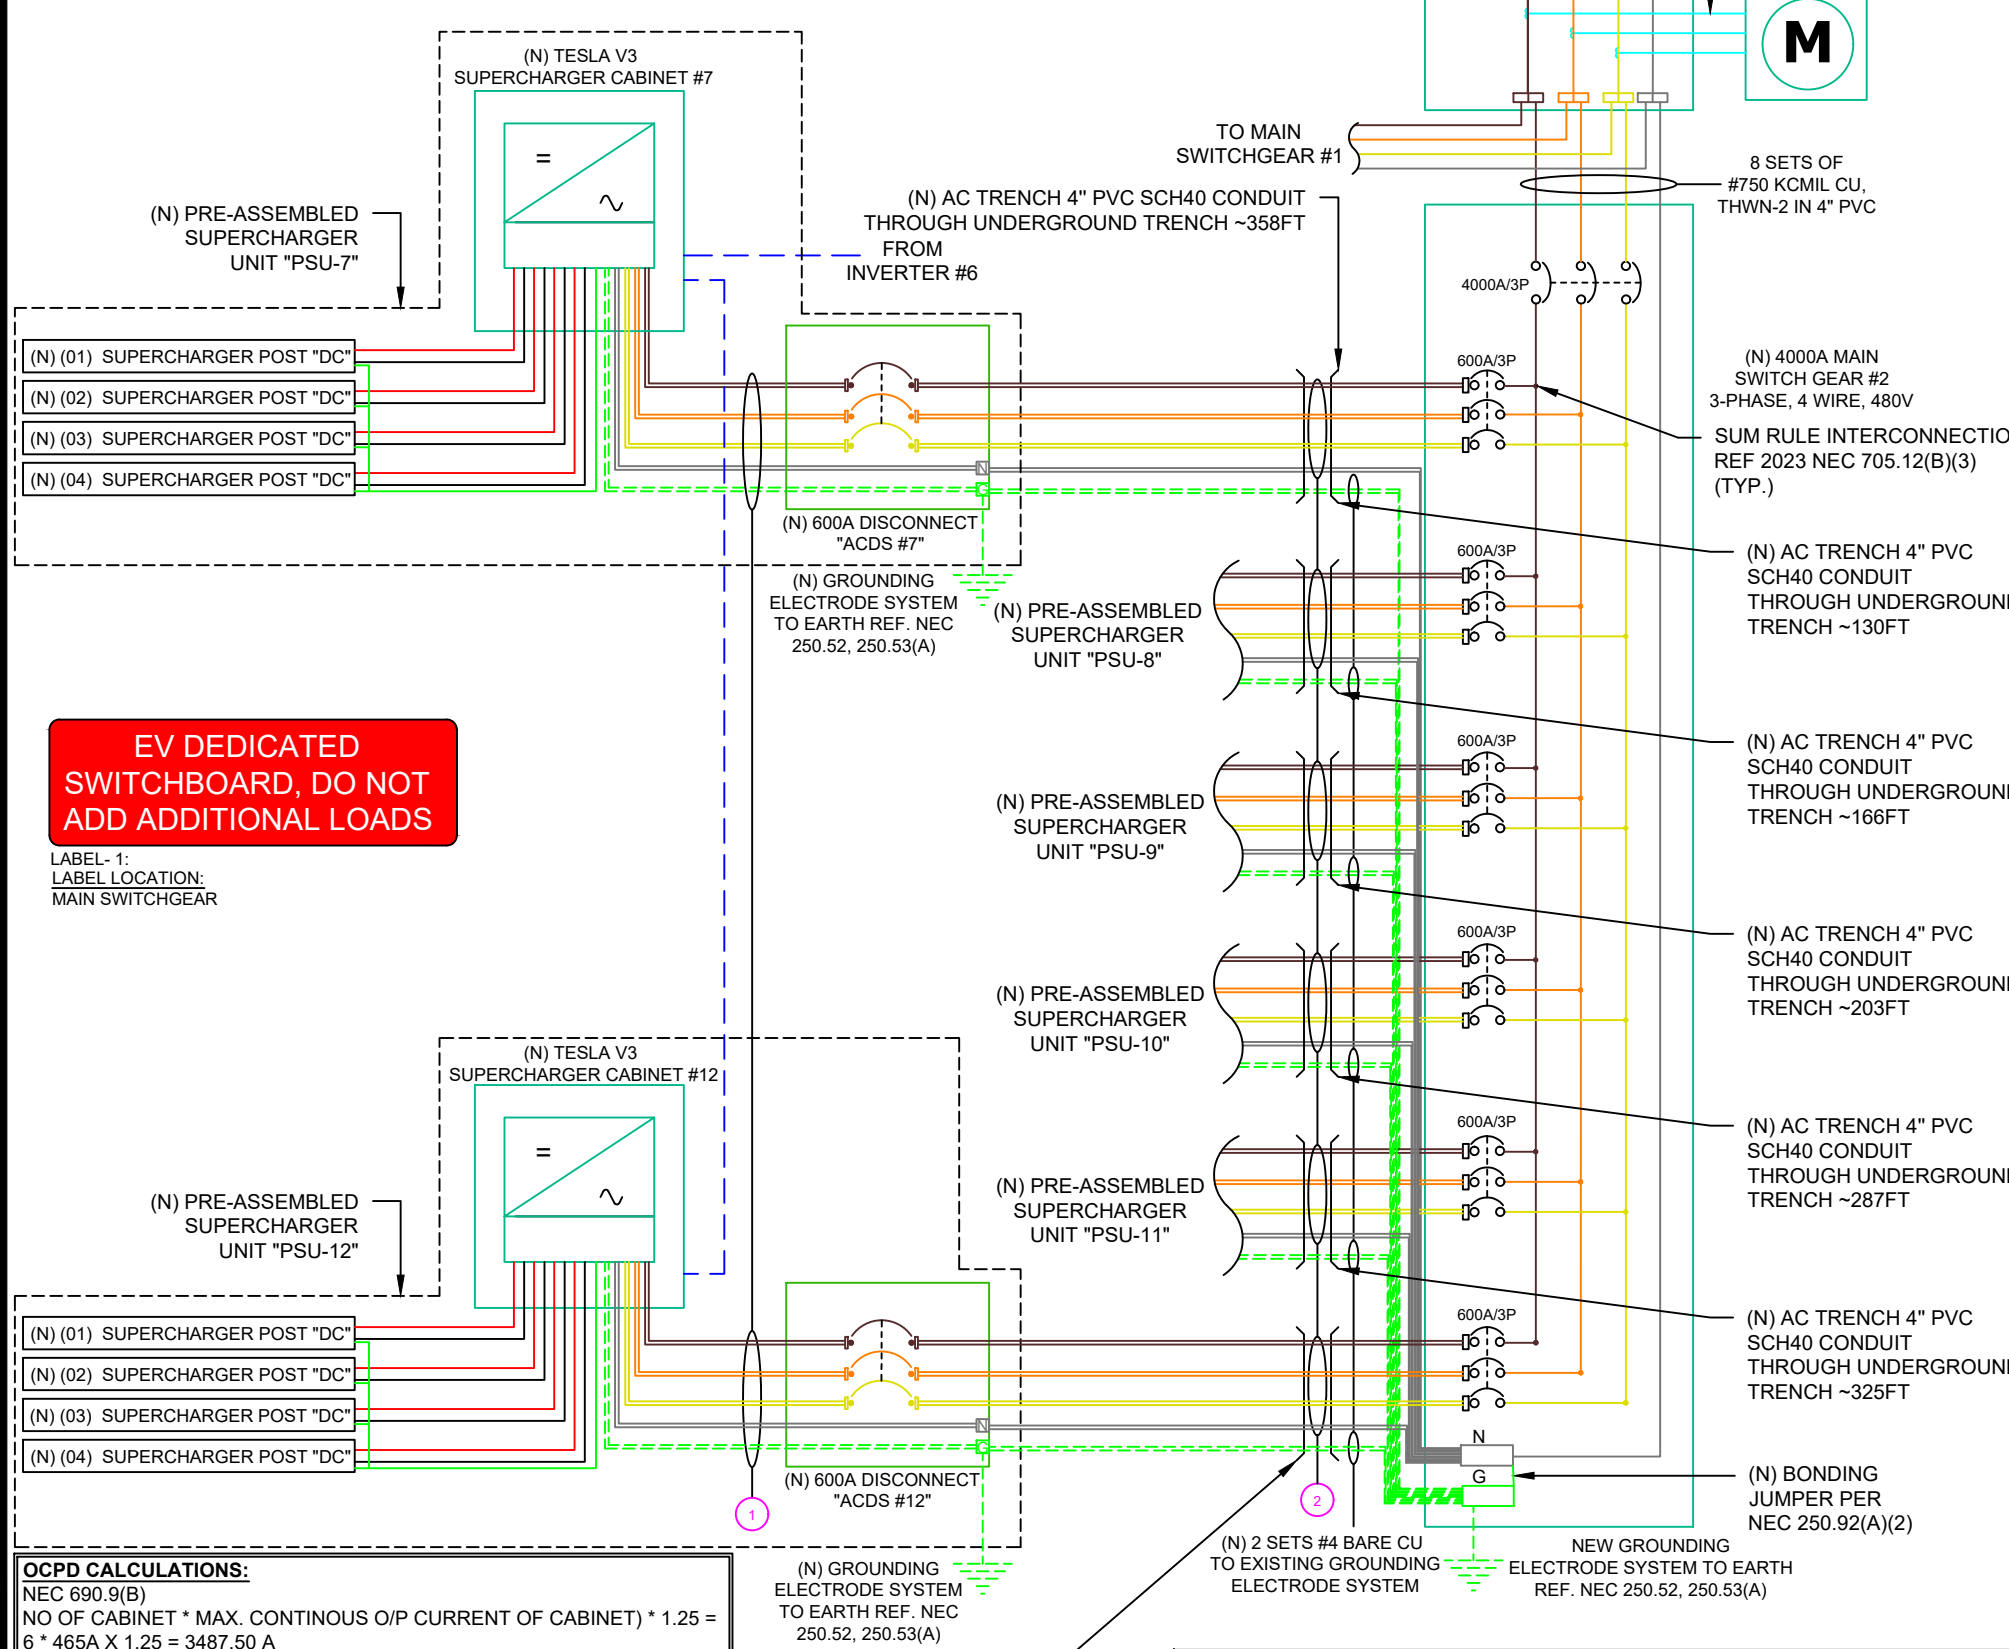 (N) TESLA V3
SUPERCHARGER CABINET #7
=
(N) PRE-ASSEMBLED
SUPERCHARGER
UNIT "PSU-7"
(N) (01) SUPERCHARGER POST "DC"
(N) (02) SUPERCHARGER POST "DC"
(N) (03) SUPERCHARGER POST "DC"
(N) (04) SUPERCHARGER POST "DC"
M
TO MAIN
SWITCHGEAR #1
8 SETS OF
#750 KCMIL CU,
THWN-2 IN 4" PVC
(N) AC TRENCH 4" PVC SCH40 CONDUIT
THROUGH UNDERGROUND TRENCH ~358FT
FROM
INVERTER #6
4000A/3P
600A/3P
(N) 4000A MAIN
SWITCH GEAR #2
3-PHASE, 4 WIRE, 480V
SUM RULE INTERCONNECTIO
REF 2023 NEC 705.12(B)(3)
(TYP.)
N
G
(N) 600A DISCONNECT
"ACDS #7"
(N) GROUNDING
ELECTRODE SYSTEM
TO EARTH REF. NEC
250.52, 250.53(A)
600A/3P
(N) PRE-ASSEMBLED
SUPERCHARGER
UNIT "PSU-8"
(N) AC TRENCH 4" PVC
SCH40 CONDUIT
THROUGH UNDERGROUN
TRENCH ~130FT
EV DEDICATED
SWITCHBOARD, DO NOT
ADD ADDITIONAL LOADS
LABEL- 1:
LABEL LOCATION:
MAIN SWITCHGEAR
600A/3P
(N) PRE-ASSEMBLED
SUPERCHARGER
UNIT "PSU-9"
(N) AC TRENCH 4" PVC
SCH40 CONDUIT
THROUGH UNDERGROUN
TRENCH ~166FT
600A/3P
(N) PRE-ASSEMBLED
SUPERCHARGER
UNIT "PSU-10"
(N) AC TRENCH 4" PVC
SCH40 CONDUIT
THROUGH UNDERGROUN
TRENCH ~203FT
600A/3P
(N) PRE-ASSEMBLED
SUPERCHARGER
UNIT "PSU-11"
(N) AC TRENCH 4" PVC
SCH40 CONDUIT
THROUGH UNDERGROUN
TRENCH ~287FT
(N) TESLA V3
SUPERCHARGER CABINET #12
=
(N) PRE-ASSEMBLED
SUPERCHARGER
UNIT "PSU-12"
(N) (01) SUPERCHARGER POST "DC"
(N) (02) SUPERCHARGER POST "DC"
(N) (03) SUPERCHARGER POST "DC"
(N) (04) SUPERCHARGER POST "DC"
600A/3P
(N) AC TRENCH 4" PVC
SCH40 CONDUIT
THROUGH UNDERGROUN
TRENCH ~325FT
N
G
(N) 600A DISCONNECT
"ACDS #12"
1
2
N
G
(N) BONDING
JUMPER PER
NEC 250.92(A)(2)
(N) 2 SETS #4 BARE CU
TO EXISTING GROUNDING
ELECTRODE SYSTEM
NEW GROUNDING
ELECTRODE SYSTEM TO EARTH
REF. NEC 250.52, 250.53(A)
(N) GROUNDING
ELECTRODE SYSTEM
TO EARTH REF. NEC
250.52, 250.53(A)
OCPD CALCULATIONS:
NEC 690.9(B)
NO OF CABINET * MAX. CONTINOUS O/P CURRENT OF CABINET) * 1.25 =
6 * 465A X 1.25 = 3487.50 A